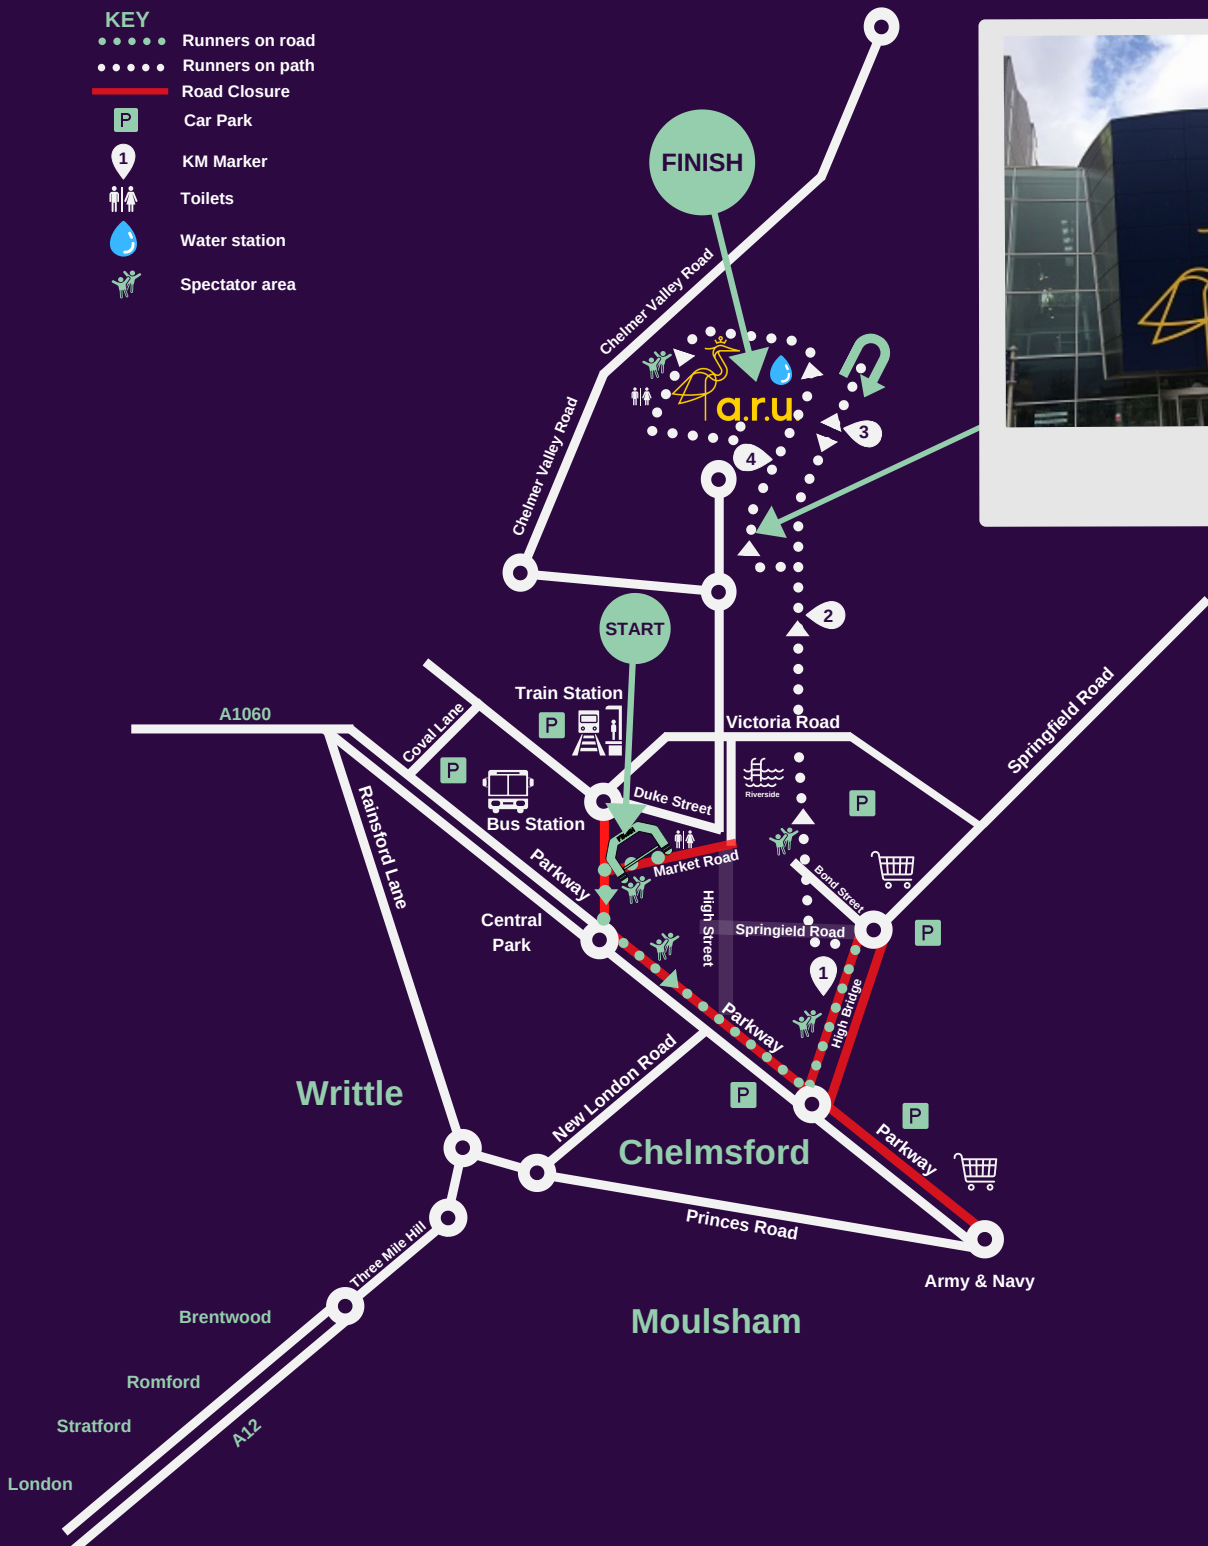 KEY
Runners on road
Runners on path
Road Closure
P Car Park
1 KM Marker
Toilets
Water station
Spectator area
FINISH
Chelmer Valley Road
Chelmer Valley Road
a.r.u
3
4
2
START
Train Station
P
A1060
Coval Lane
Victoria Road
Springfield Road
P
Riverside
Bus Station
Duke Street
P
Rainsford Lane
Parkway
Market Road
Bond Street
Central
Park
High Street
Springfield Road
P
1
High Bridge
Parkway
New London Road
Writtle
P
P
Chelmsford
Parkway
Princes Road
Three Mile Hill
Army & Navy
Brentwood
Moulsham
Romford
Stratford
A12
London